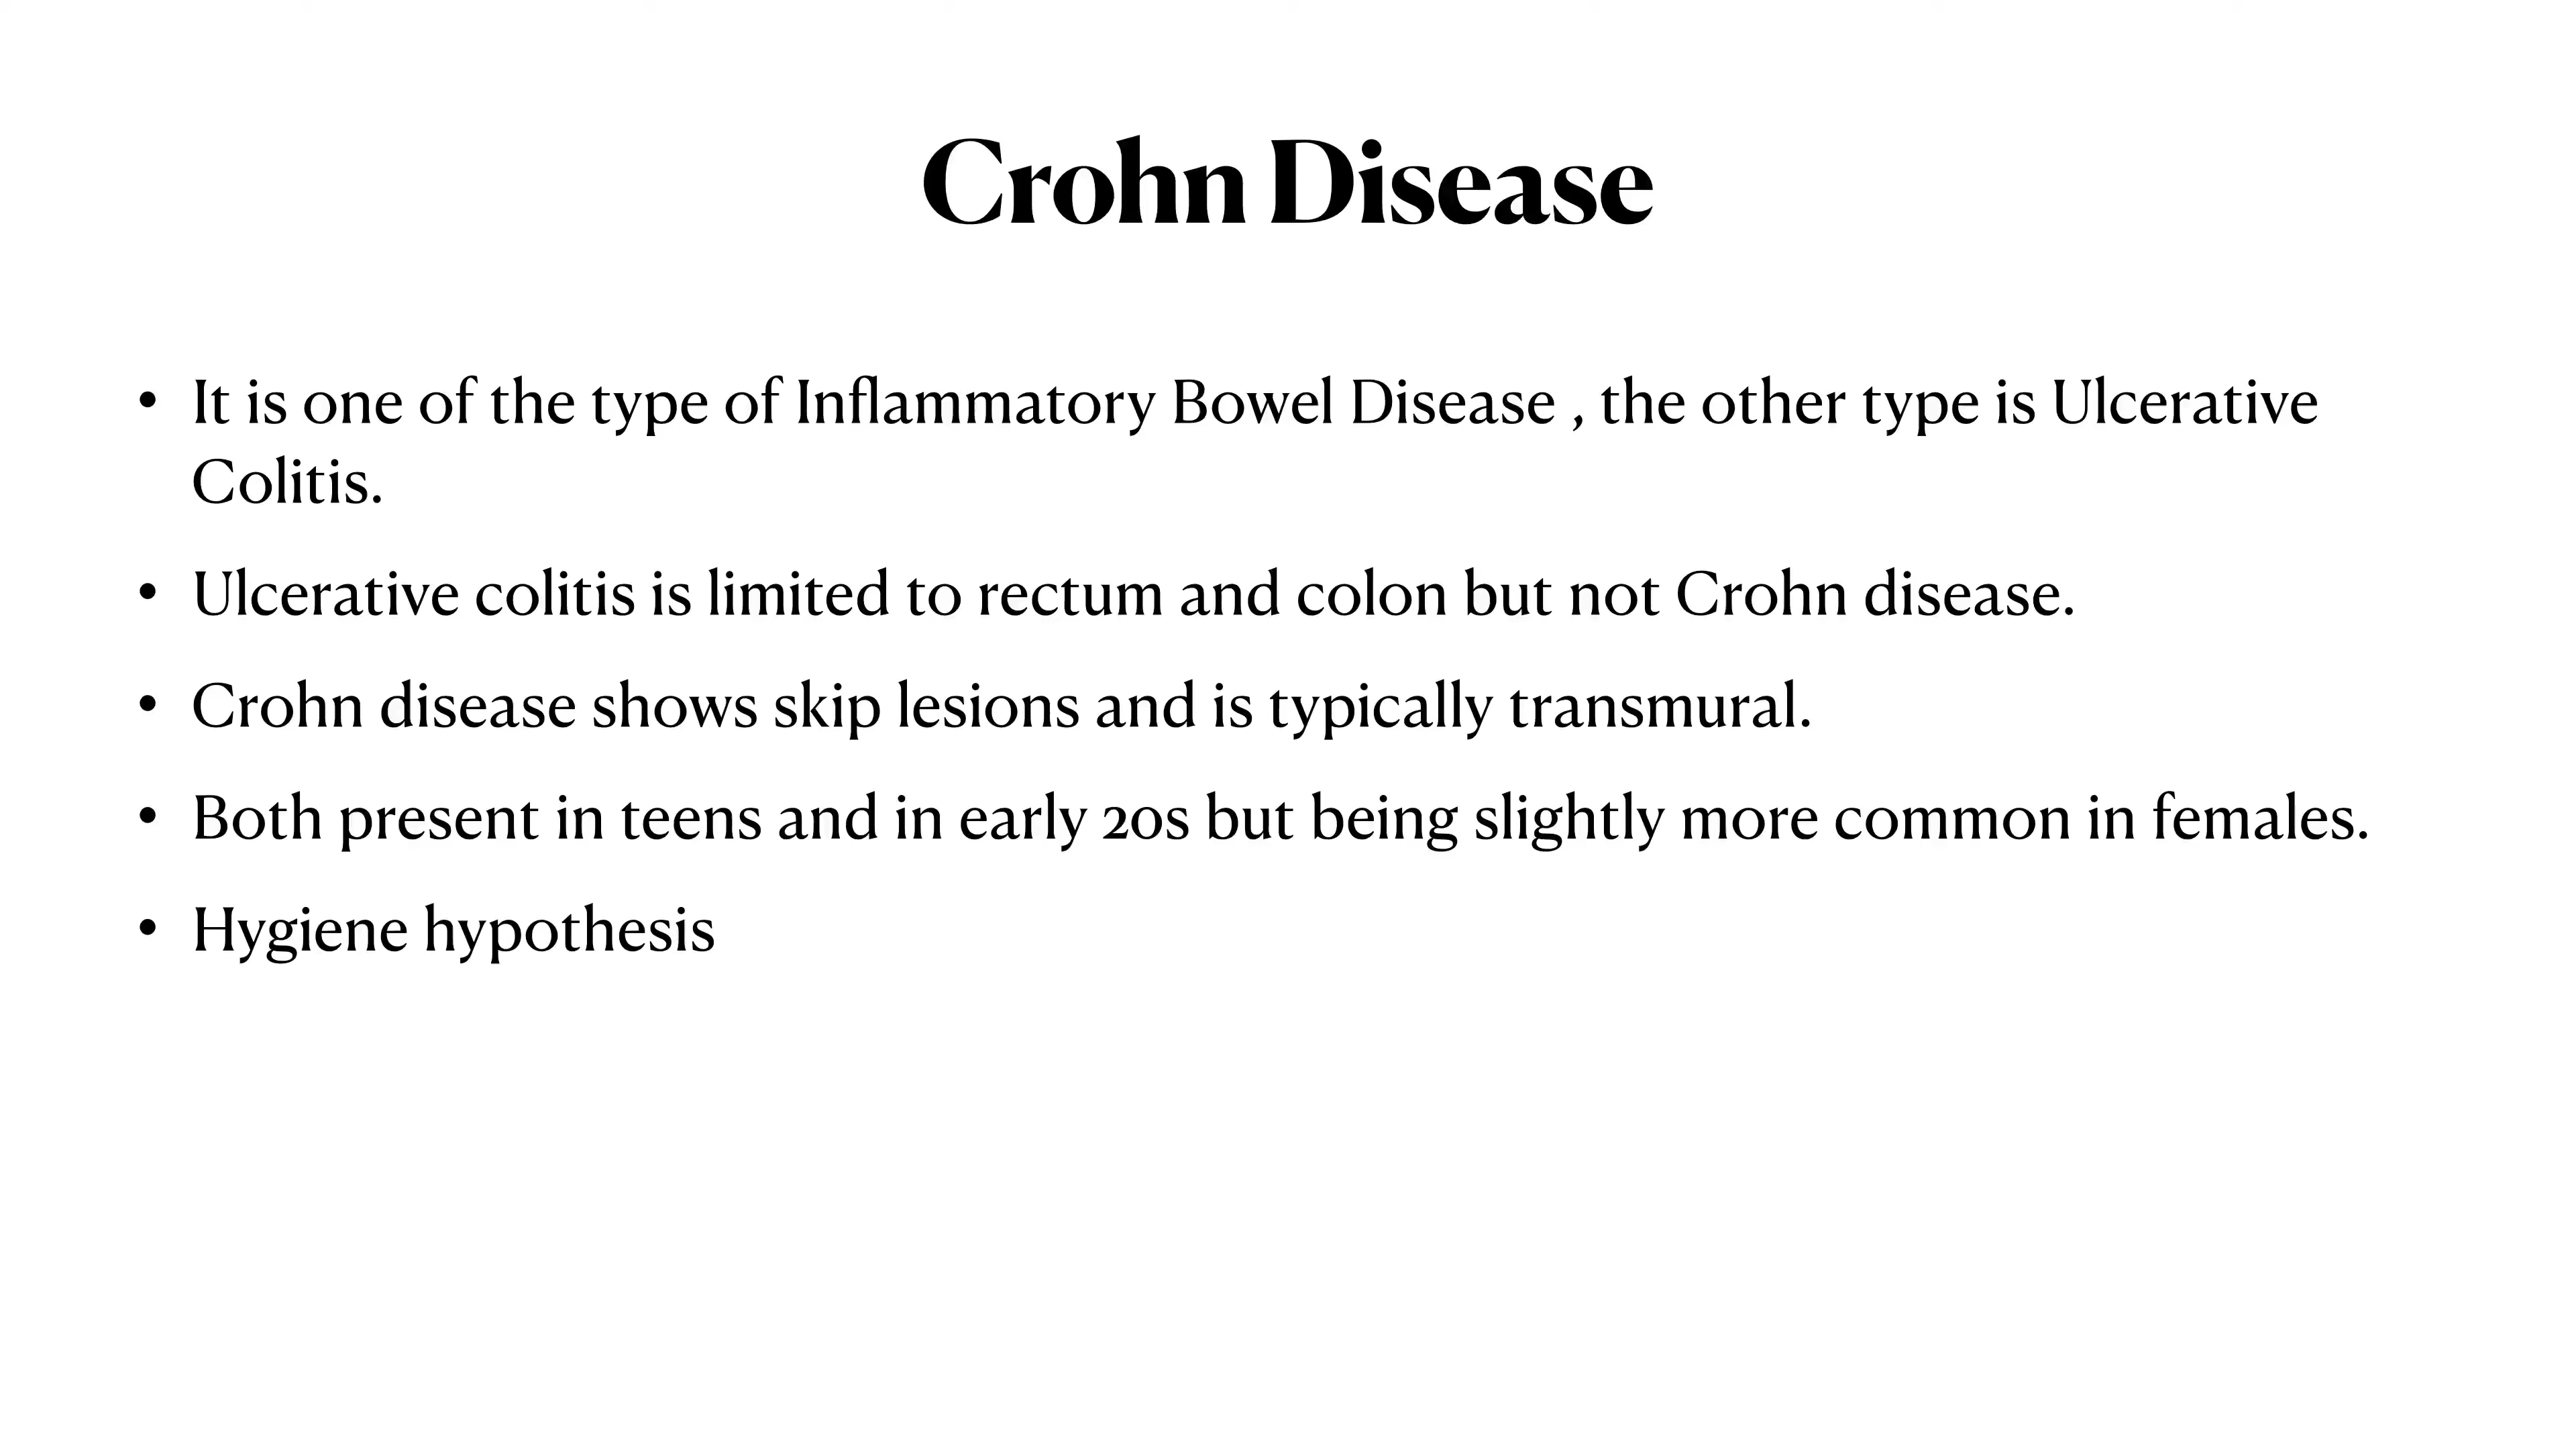 Crohn Disease
• It is one of the type of Inflammatory Bowel Disease , the other type is Ulcerative
Colitis.
• Ulcerative colitis is limited to rectum and colon but not Crohn disease.
• Crohn disease shows skip lesions and is typically transmural.
• Both present in teens and in early 20s but being slightly more common in females.
• Hygiene hypothesis